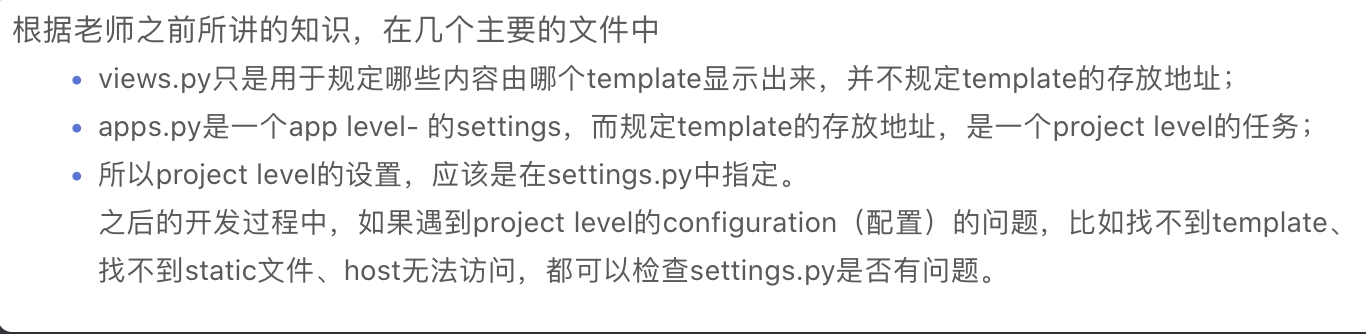 根据老师之前所讲的知识，在几个主要的文件中
views.py只是用于规定哪些内容由哪个template显示出来，并不规定template的存放地址；
apps.py是一个app level- 的settings，而规定template的存放地址，是一个project level的任务；
所以project level的设置，应该是在settings.py中指定。
之后的开发过程中，如果遇到project level的configuration（配置）的问题，比如找不到template、
找不到static文件、host无法访问，都可以检查settings.py是否有问题。